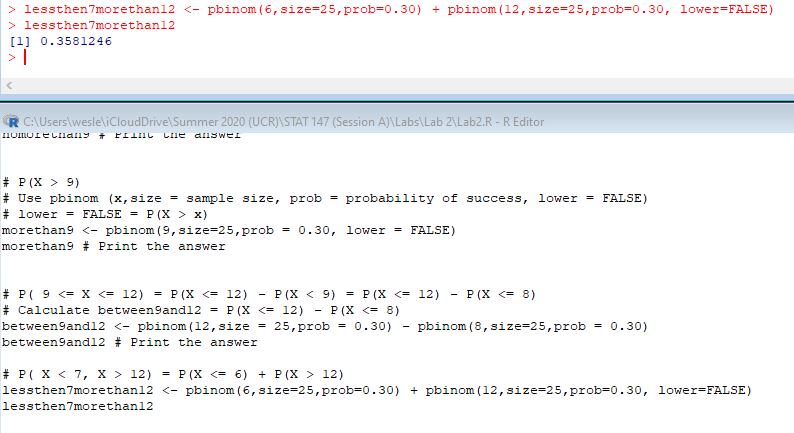 > lessthen7morethan12 <- pbinom(6,size=25,prob=0.30) + pbinom(12,size=25,prob=0.30, lower=FALSE)
> lessthen7morethan12
[1] 0.3581246
>
C:\Users\wesle\iCloudDrive\Summer 2020 (UCR)\STAT 147 (Session A)\Labs\Lab 2\Lab2.R - R Editor
nomorethan9 # Print the answer
# P(X > 9)
# Use pbinom (x,size = sample size, prob = probability of success, lower = FALSE)
# lower = FALSE = P(X > x)
morethan9 <- pbinom(9,size=25,prob = 0.30, lower = FALSE)
morethan9 # Print the answer
# P( 9 <= X <= 12) = P(X <= 12) - P(X < 9) = P(X <= 12) - P(X <= 8)
# Calculate between9and12 = P(X <= 12) - P(X <= 8)
between9and12 <- pbinom(12,size = 25,prob = 0.30) - pbinom(8,size=25,prob = 0.30)
between9and12 # Print the answer
# P( X < 7, X > 12) = P(X <= 6) + P(X > 12)
lessthen7morethan12 <- pbinom(6,size=25,prob=0.30) + pbinom(12,size=25,prob=0.30, lower=FALSE)
lessthen7morethan12